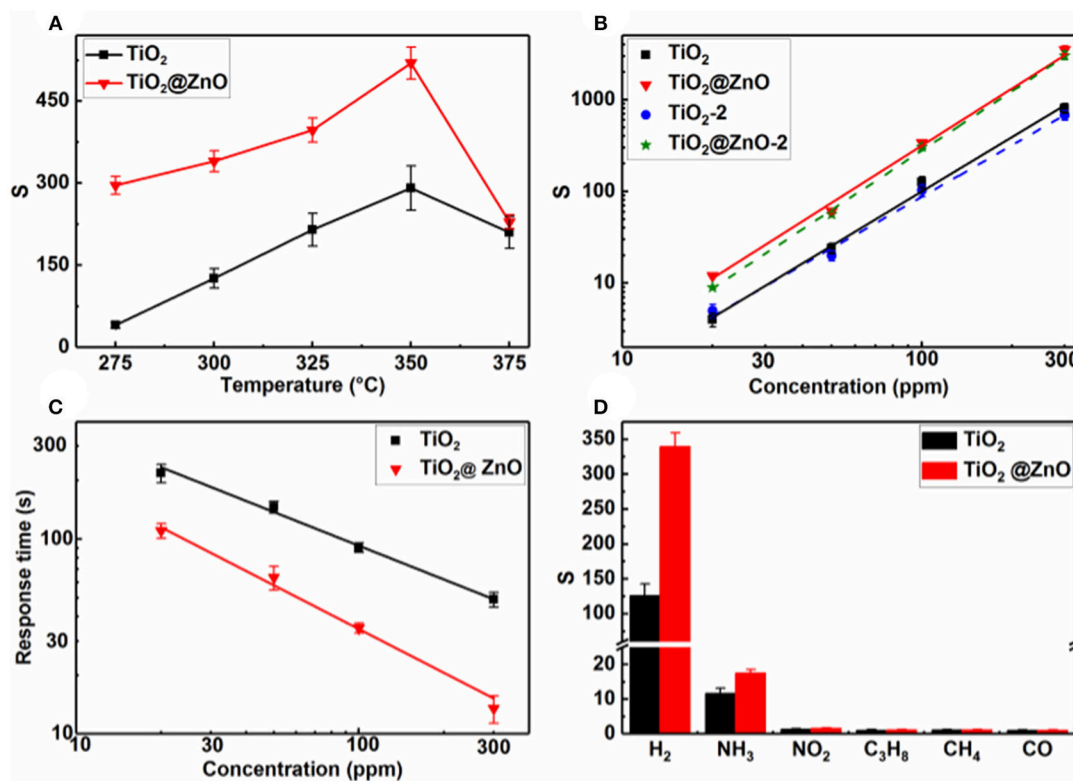 A
TiO2
TiO2@ZnO
S
450
300
150
0
275
300
325
350
375
Temperature (°C)
B
TiO2
TiO2@ZnO
TiO2-2
TiO2@ZnO-2
S
1000
100
10
10
30
100
300
Concentration (ppm)
C
TiO2
TiO2@ ZnO
Response time (s)
300
100
30
10
10
30
100
300
Concentration (ppm)
D
TiO2
TiO2 @ZnO
S
350
300
250
200
150
125
100
20
10
0
H2
NH3
NO2
C3H8
CH4
CO